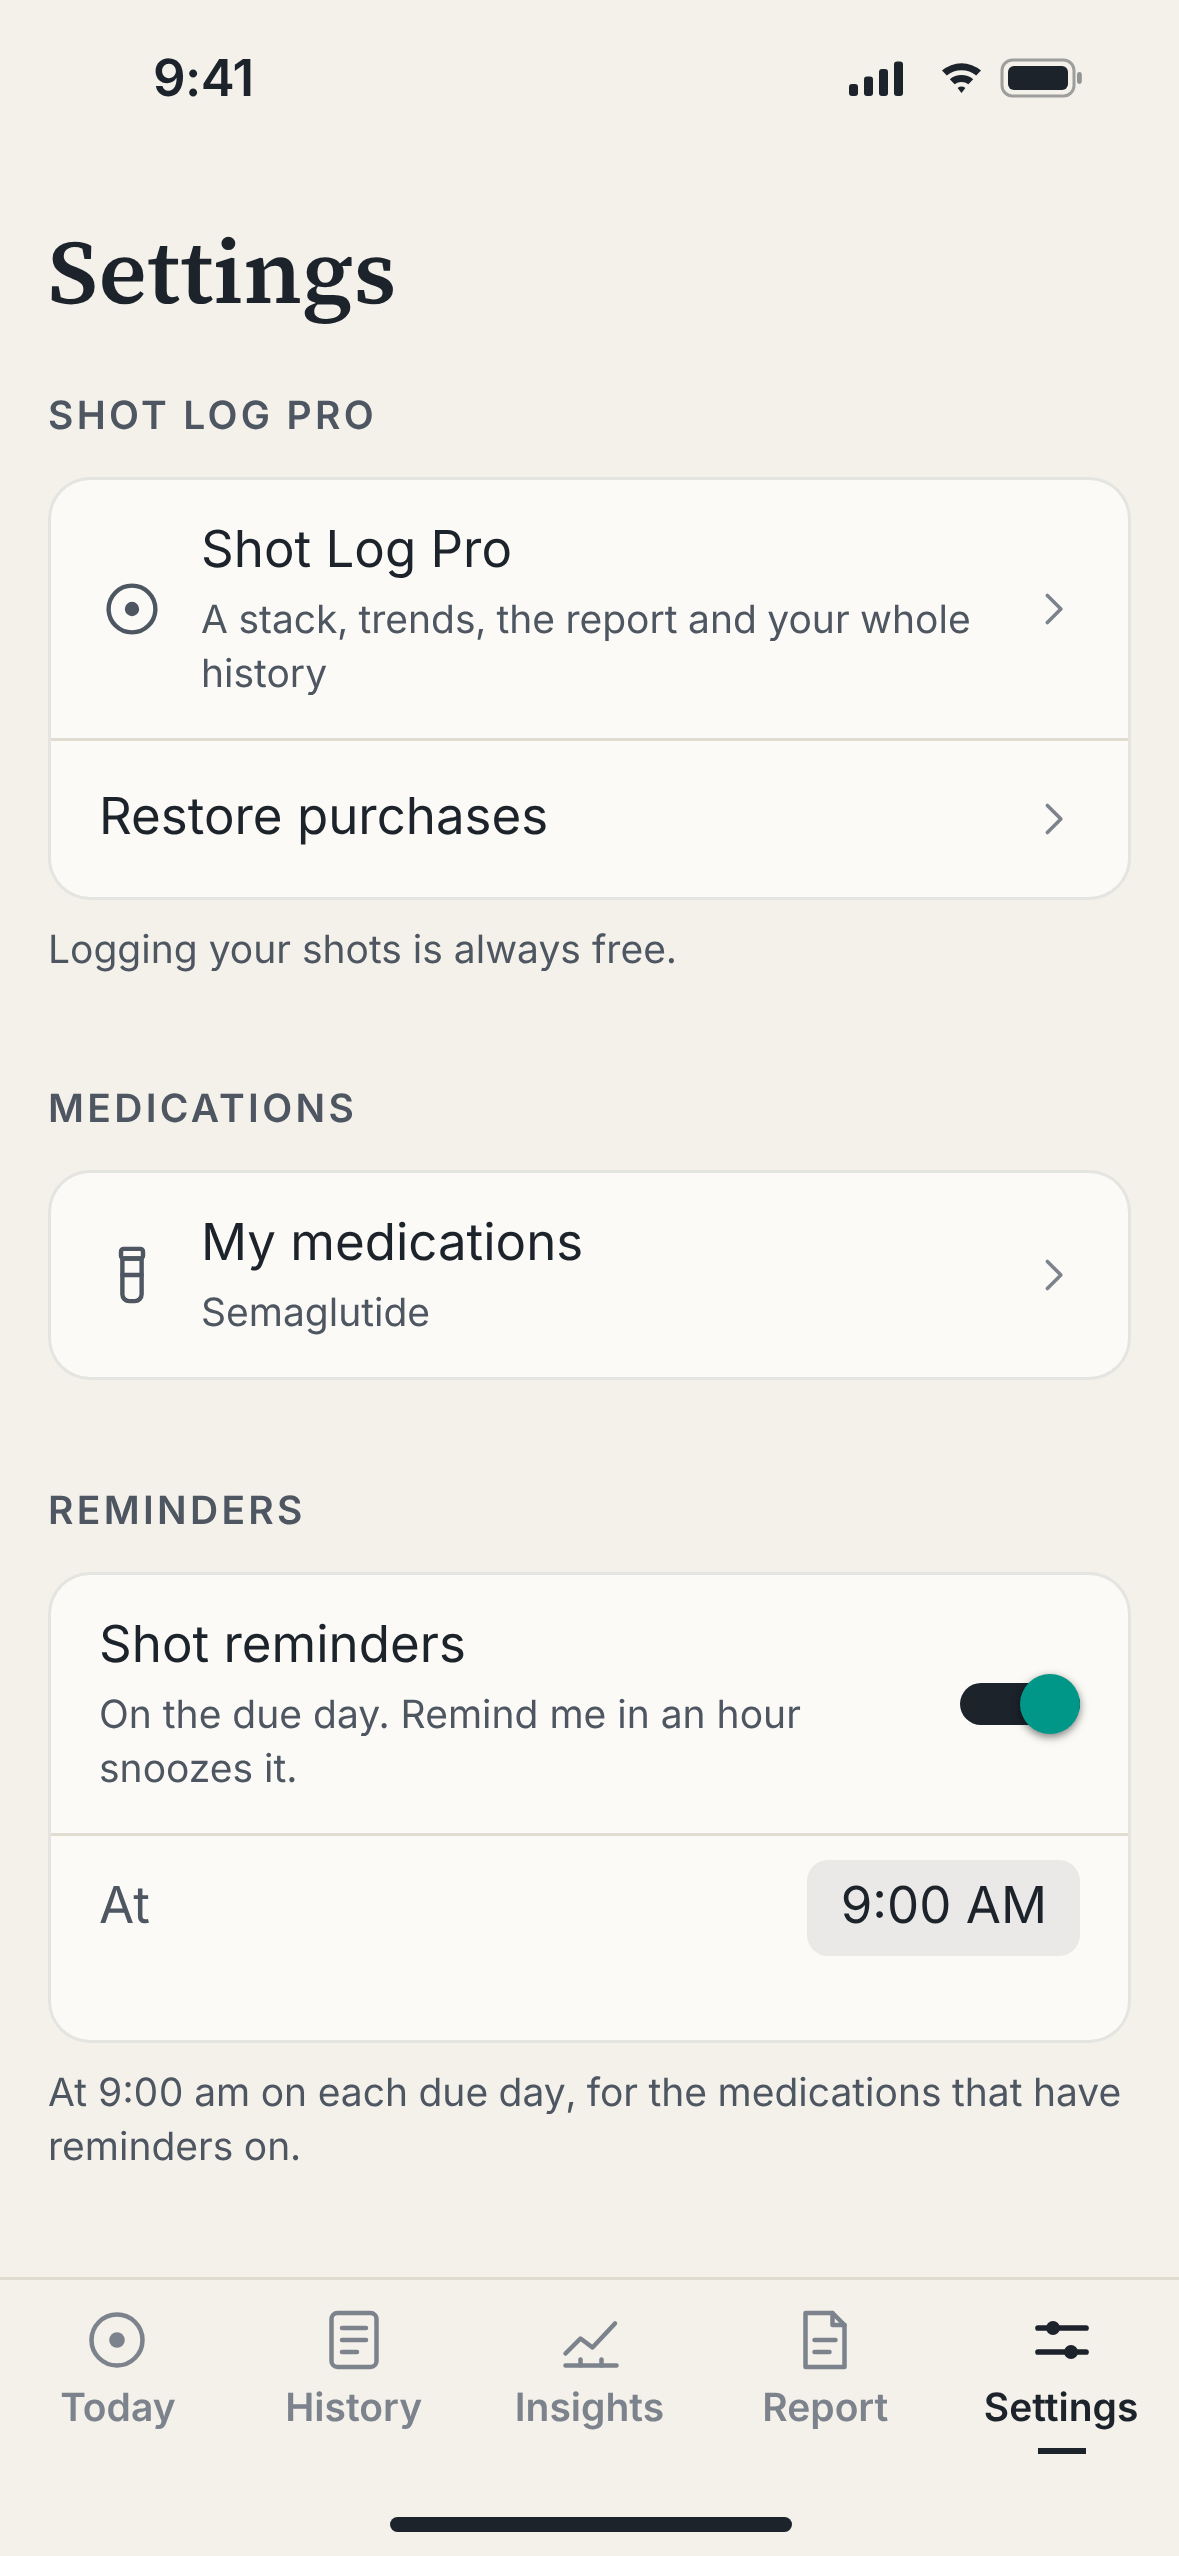 9:41
Settings
SHOT LOG PRO
Shot Log Pro
A stack, trends, the report and your whole
history
Restore purchases
Logging your shots is always free.
MEDICATIONS
My medications
Semaglutide
REMINDERS
Shot reminders
On the due day. Remind me in an hour
snoozes it.
At
9:00 AM
At 9:00 am on each due day, for the medications that have
reminders on.
Today
History
Insights
Report
Settings